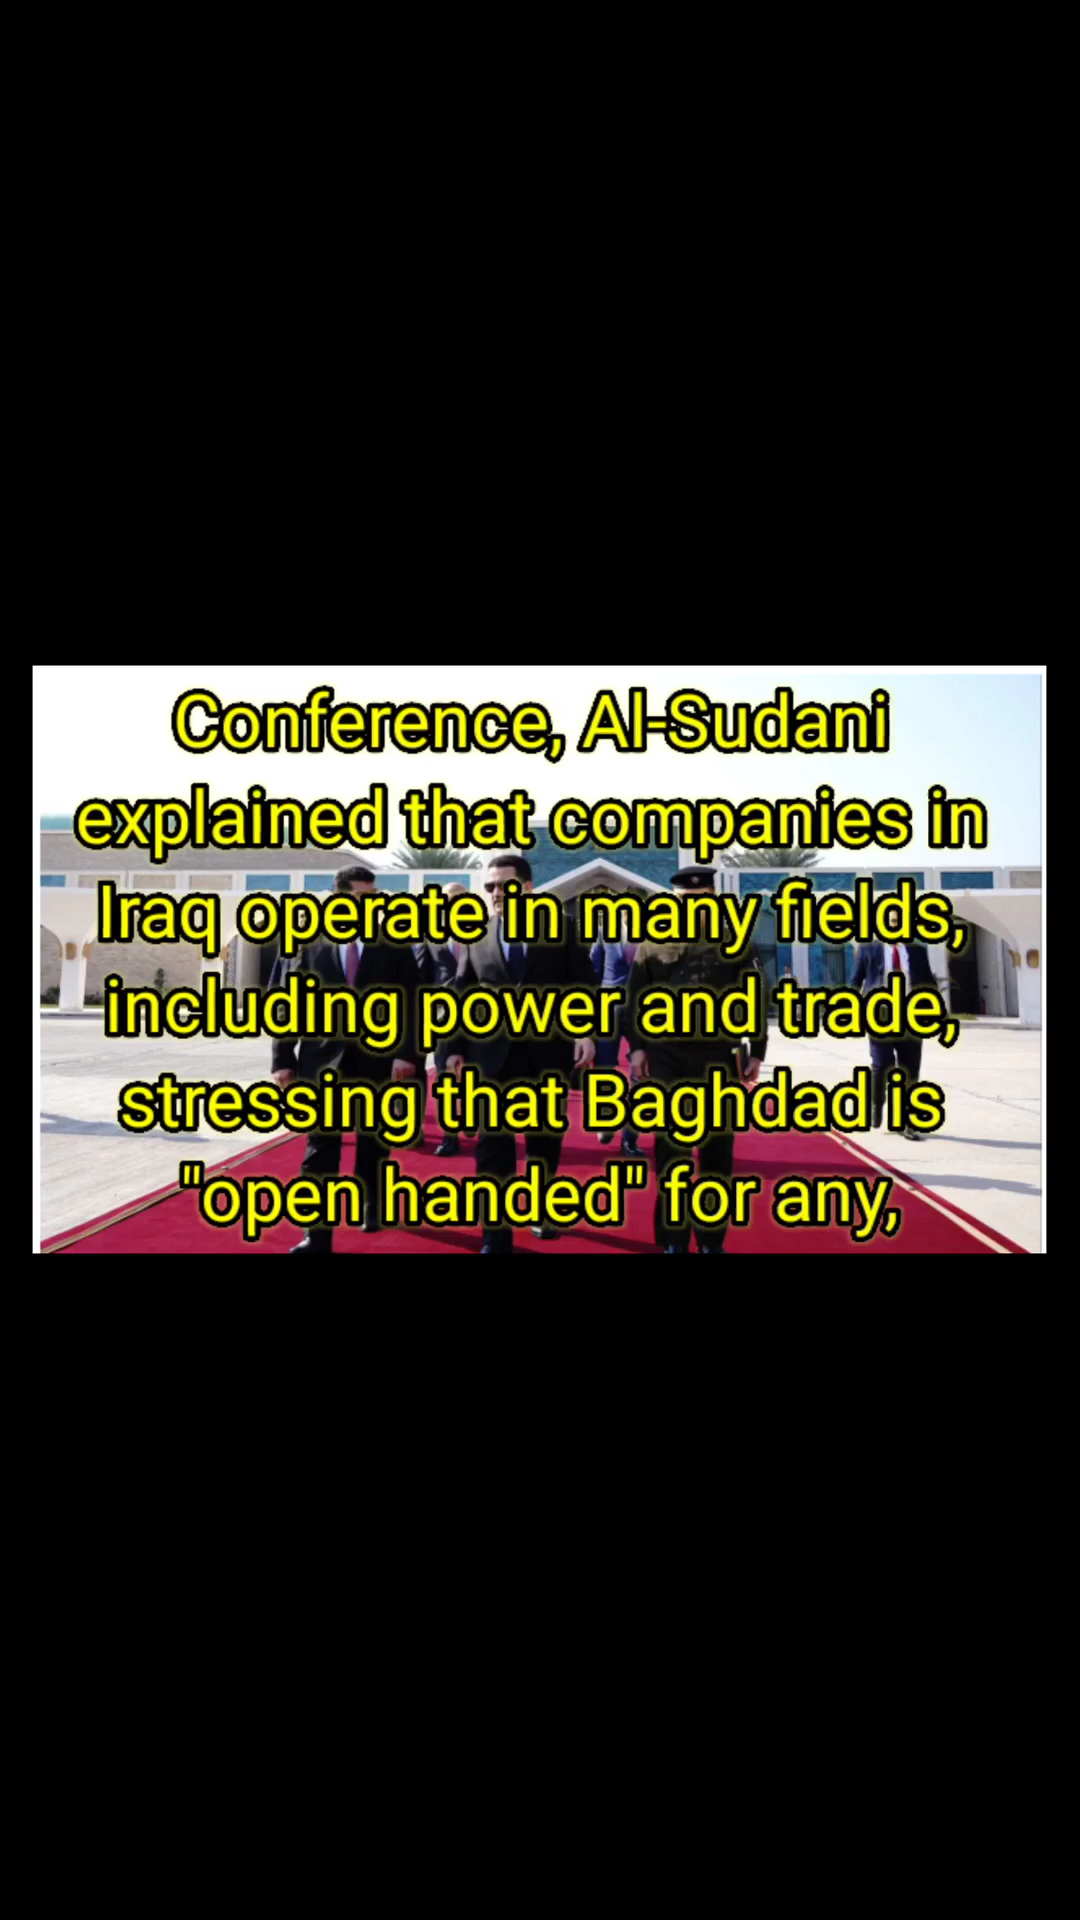 Conference, Al-Sudani
explained that companies in
Iraq operate in many fields,
including power and trade,
stressing that Baghdad is
"open handed" for any,